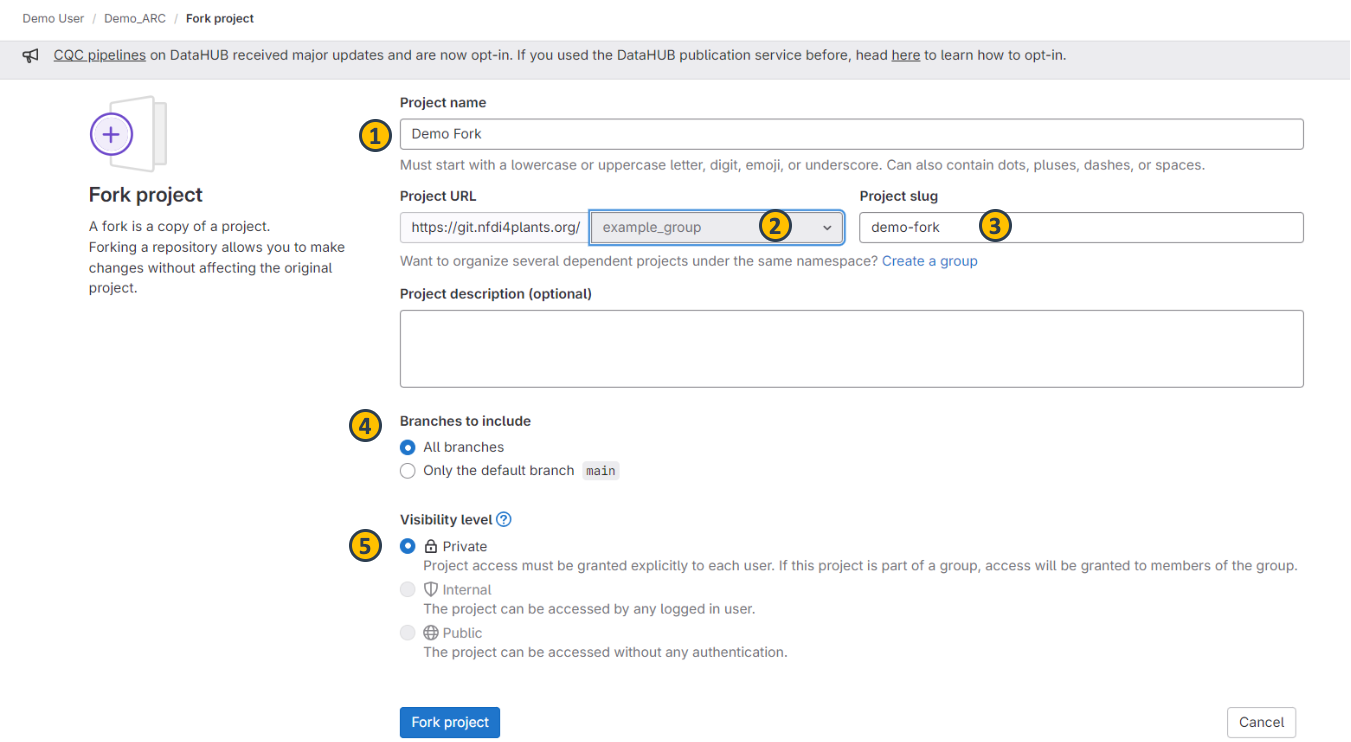 Demo User / Demo_ARC / Fork project
CQC pipelines on DataHUB received major updates and are now opt-in. If you used the DataHUB publication service before, head here to learn how to opt-in.
Fork project
A fork is a copy of a project.
Forking a repository allows you to make
changes without affecting the original
project.
Project name
1
Demo Fork
Must start with a lowercase or uppercase letter, digit, emoji, or underscore. Can also contain dots, pluses, dashes, or spaces.
Project URL
https://git.nfdi4plants.org/
example_group
2
Project slug
demo-fork
3
Want to organize several dependent projects under the same namespace? Create a group
Project description (optional)
4
Branches to include
All branches
Only the default branch main
Visibility level ?
5
Private
Project access must be granted explicitly to each user. If this project is part of a group, access will be granted to members of the group.
Internal
The project can be accessed by any logged in user.
Public
The project can be accessed without any authentication.
Fork project
Cancel